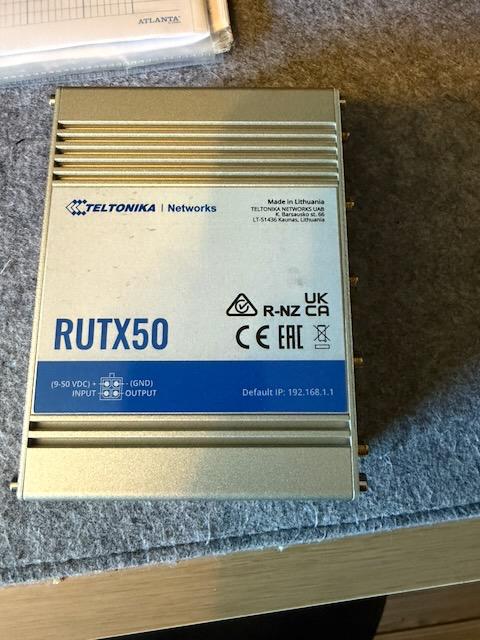 ATLANTA
TELTONIKA | Networks
Made in Lithuania
TELTONIKA NETWORKS UAB
K. Barsausko st. 66
LT-51436 Kaunas, Lithuania
R-NZ UK CA
CE EAC
RUTX50
(9-50 VDC) + - (GND)
INPUT OUTPUT
Default IP: 192.168.1.1